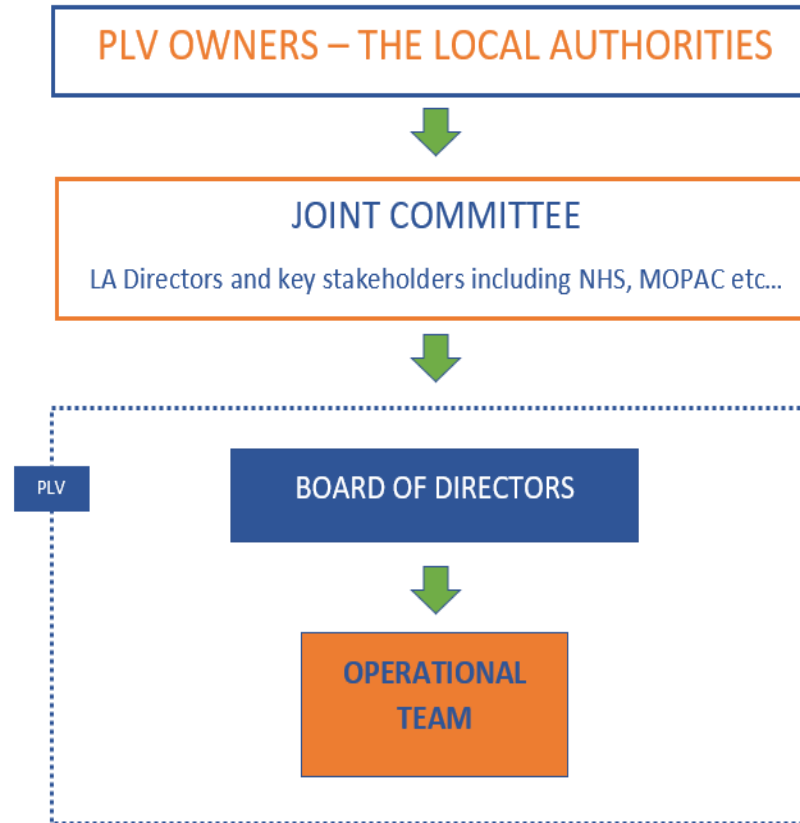 PLV OWNERS – THE LOCAL AUTHORITIES
JOINT COMMITTEE
LA Directors and key stakeholders including NHS, MOPAC etc...
PLV
BOARD OF DIRECTORS
OPERATIONAL
TEAM